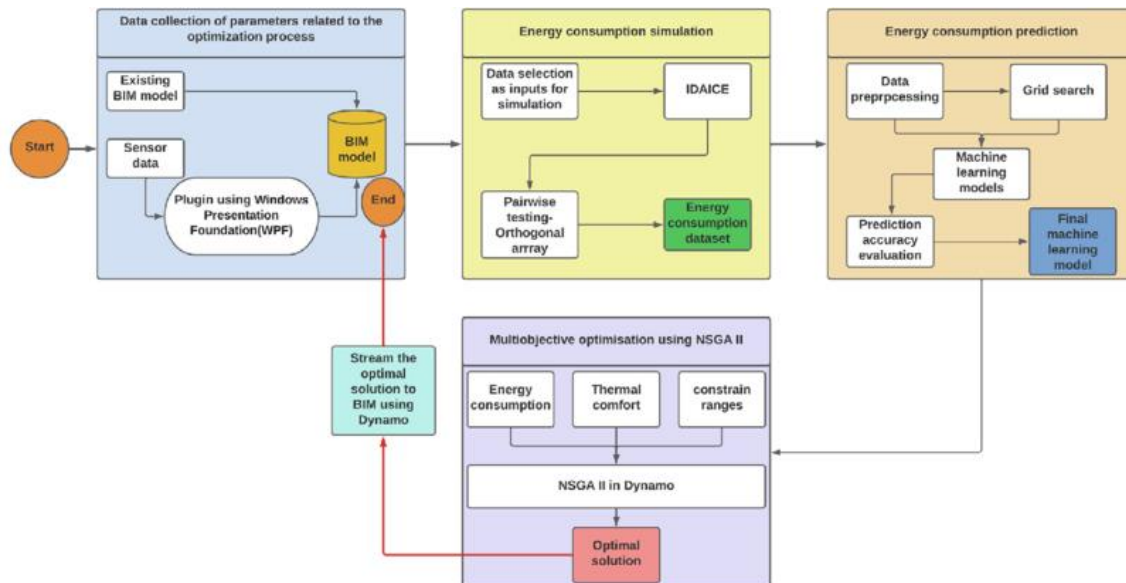 Data collection of parameters related to the
optimization process
Start
Existing
BIM model
Sensor
data
Plugin using Windows
Presentation
Foundation(WPF)
BIM
model
End
Energy consumption simulation
Data selection
as inputs for
simulation
IDAICE
Pairwise
testing-
Orthogonal
arrray
Energy
consumption
dataset
Energy consumption prediction
Data
preprpcessing
Grid search
Machine
learning
models
Prediction
accuracy
evaluation
Final
machine
learning
model
Stream the
optimal
solution to
BIM using
Dynamo
Multiobjective optimisation using NSGA II
Energy
consumption
Thermal
comfort
constrain
ranges
NSGA II in Dynamo
Optimal
solution